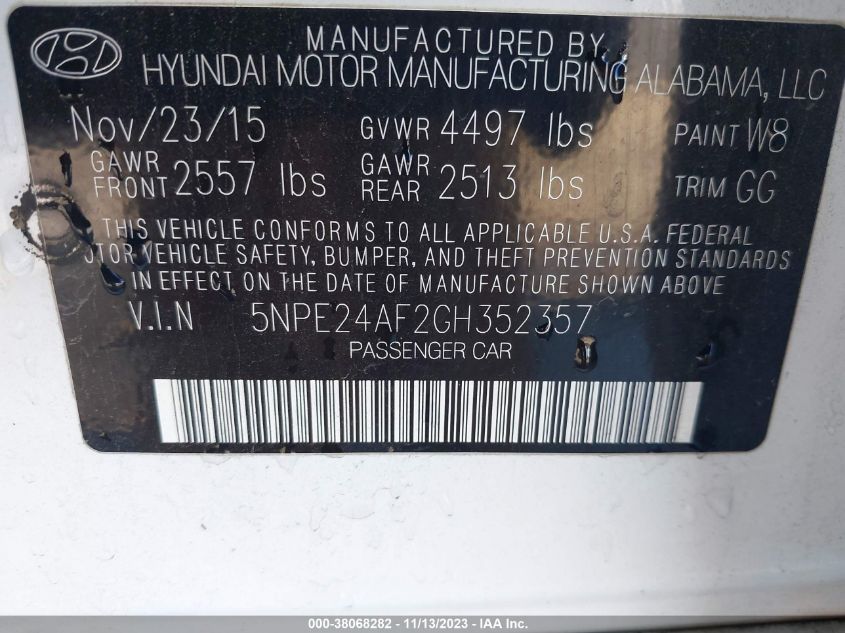 MANUFACTURED BY
HYUNDAI MOTOR MANUFACTURING ALABAMA, LLC
Nov/23/15 GVWR 4497 lbs PAINT W8
GAWR FRONT 2557 lbs GAWR REAR 2513 lbs TRIM GG
THIS VEHICLE CONFORMS TO ALL APPLICABLE U.S.A. FEDERAL
OTOR VEHICLE SAFETY, BUMPER, AND THEFT PREVENTION STANDARDS
IN EFFECT ON THE DATE OF MANUFACTURE SHOWN ABOVE
V.I.N 5NPE24AF2GH352357
PASSENGER CAR
000-38068282 - 11/13/2023 - IAA Inc.